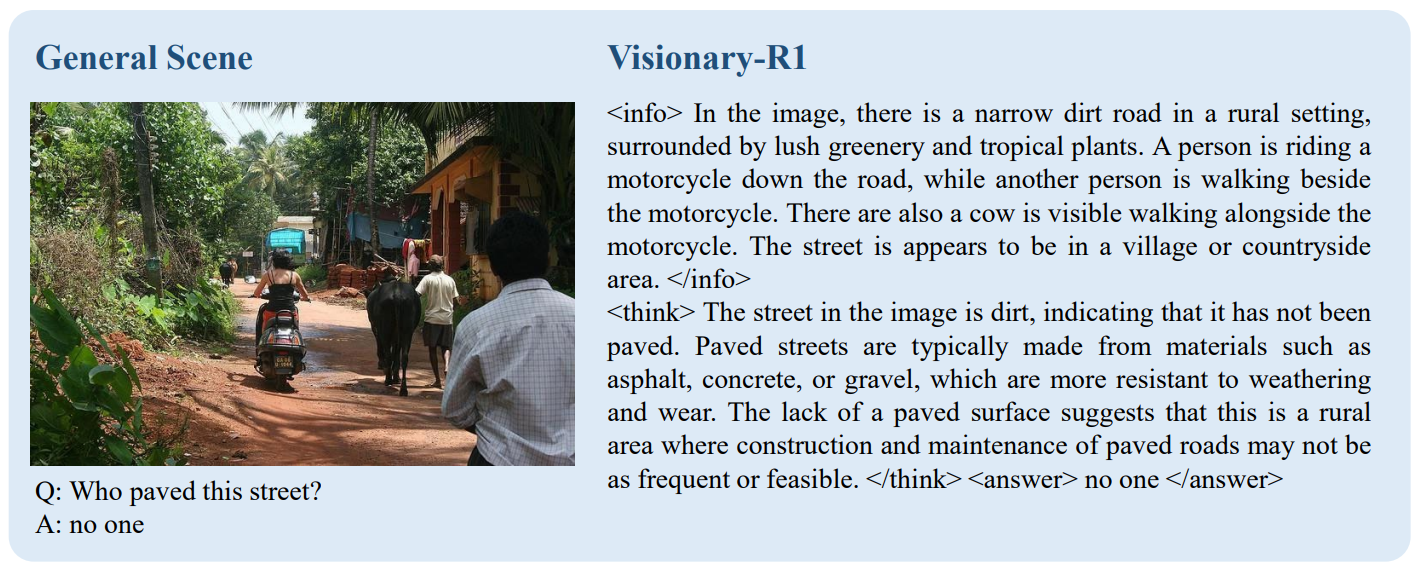 General Scene
Q: Who paved this street?
A: no one
Visionary-R1
<info> In the image, there is a narrow dirt road in a rural setting,
surrounded by lush greenery and tropical plants. A person is riding a
motorcycle down the road, while another person is walking beside
the motorcycle. There are also a cow is visible walking alongside the
motorcycle. The street is appears to be in a village or countryside
area. </info>
<think> The street in the image is dirt, indicating that it has not been
paved. Paved streets are typically made from materials such as
asphalt, concrete, or gravel, which are more resistant to weathering
and wear. The lack of a paved surface suggests that this is a rural
area where construction and maintenance of paved roads may not be
as frequent or feasible. </think> <answer> no one </answer>